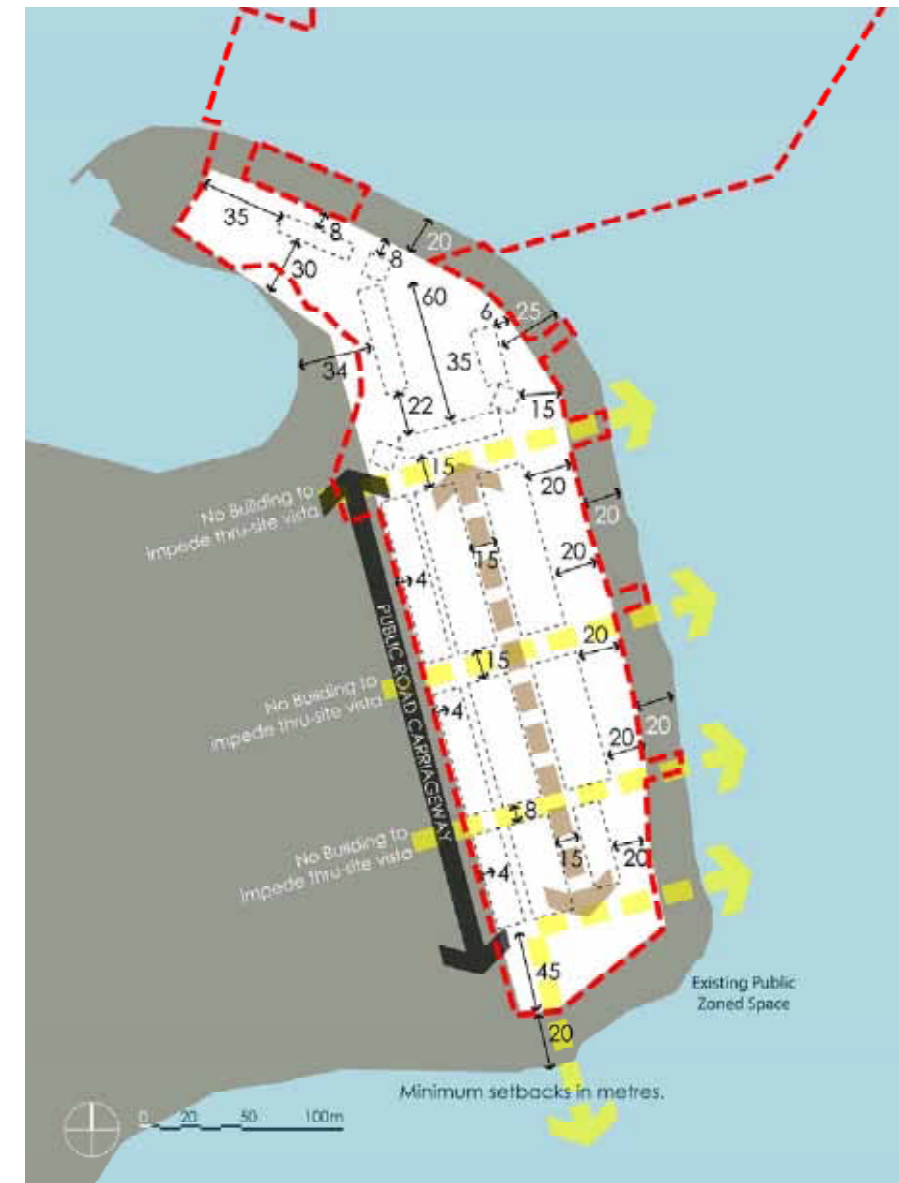 35
8
20
8
30
60
6
25
35
34
22
15
15
20
No Building to
impede thru-site vista
20
15
20
4
PUBLIC ROAD CARRIAGEWAY
20
15
No Building to
impede thru-site vista
4
20
20
8
No Building to
impede thru-site vista
15
20
4
45
Existing Public
Zoned Space
20
Minimum setbacks in metres.
0 20 50 100m